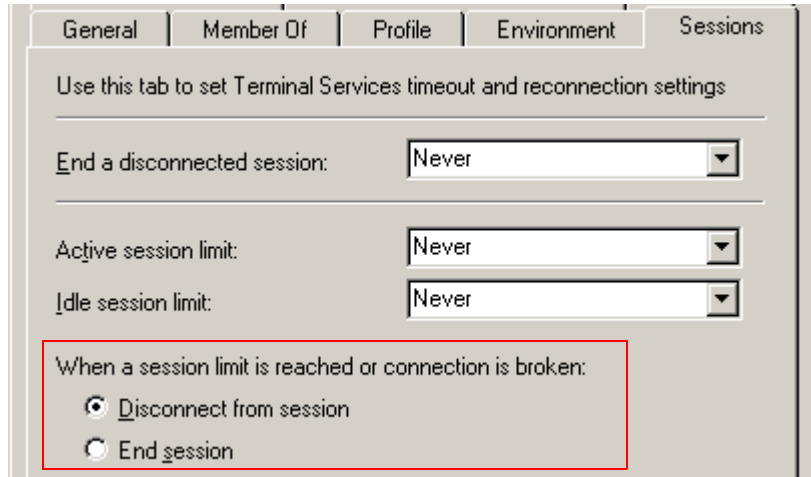 General
Member Of
Profile
Environment
Sessions
Use this tab to set Terminal Services timeout and reconnection settings
End a disconnected session:
Never
Active session limit:
Never
Idle session limit:
Never
When a session limit is reached or connection is broken:
Disconnect from session
End session